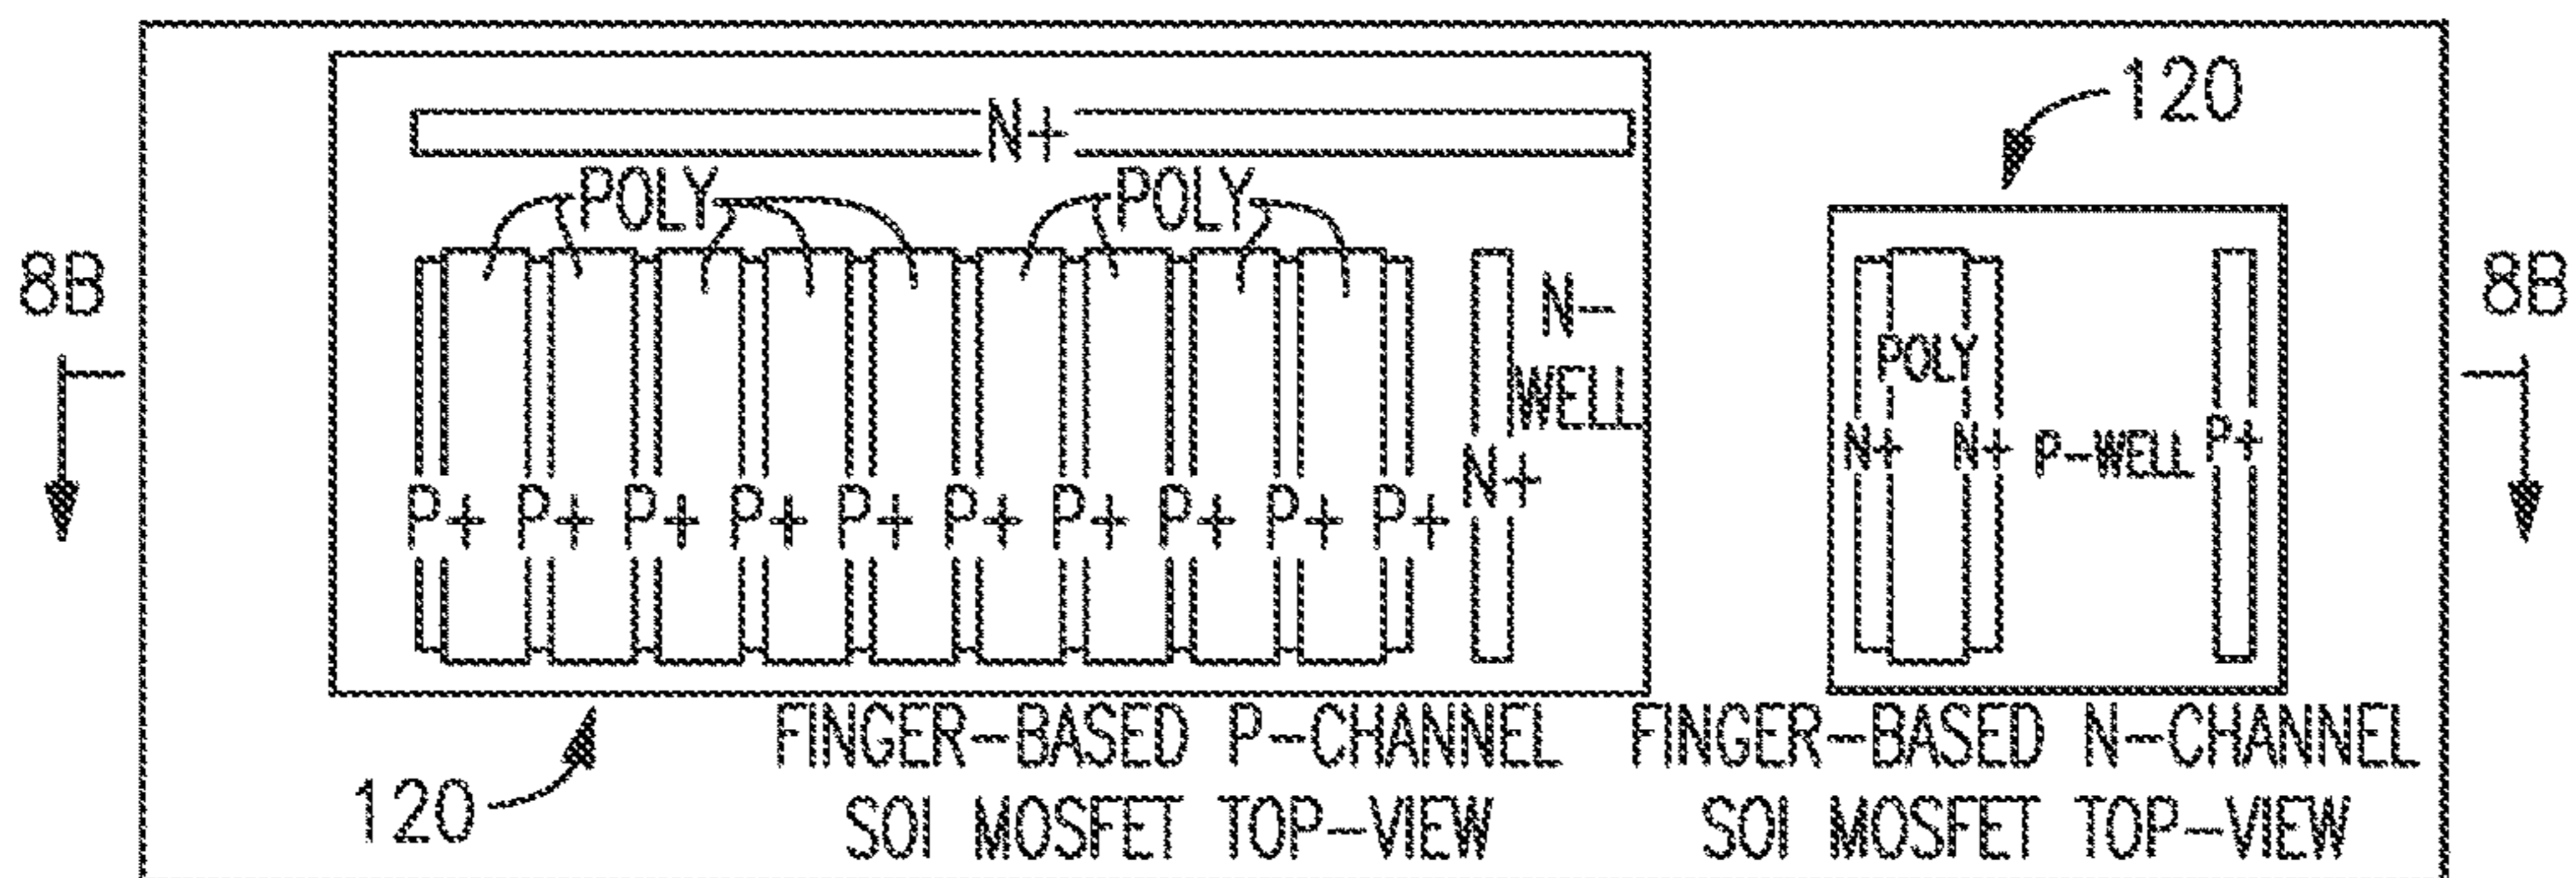 120
N+
POLY POLY
8B 8B
N-
WELL
POLY
N+ N+ P-WELL P+
N+
P+ P+ P+ P+ P+ P+ P+ P+ P+ P+
FINGER-BASED P-CHANNEL
SOI MOSFET TOP-VIEW
FINGER-BASED N-CHANNEL
SOI MOSFET TOP-VIEW
120